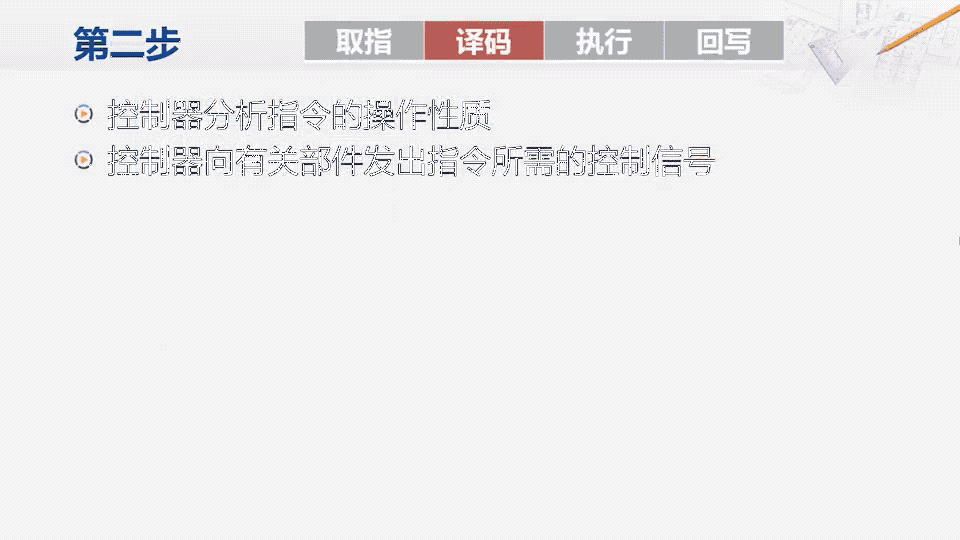 第二步
取指 译码 执行 回写
控制器分析指令的操作性质
控制器向有关部件发出指令所需的控制信号